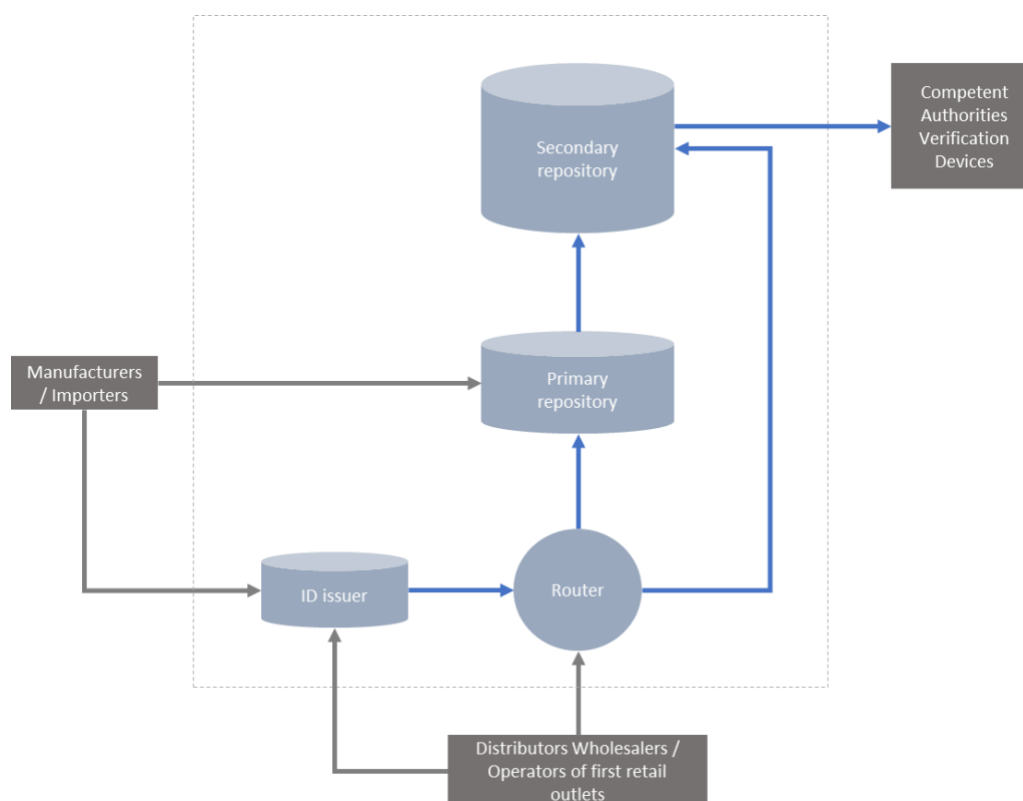 Secondary
repository
Competent
Authorities
Verification
Devices
Manufacturers
/ Importers
Primary
repository
ID issuer
Router
Distributors Wholesalers /
Operators of first retail
outlets